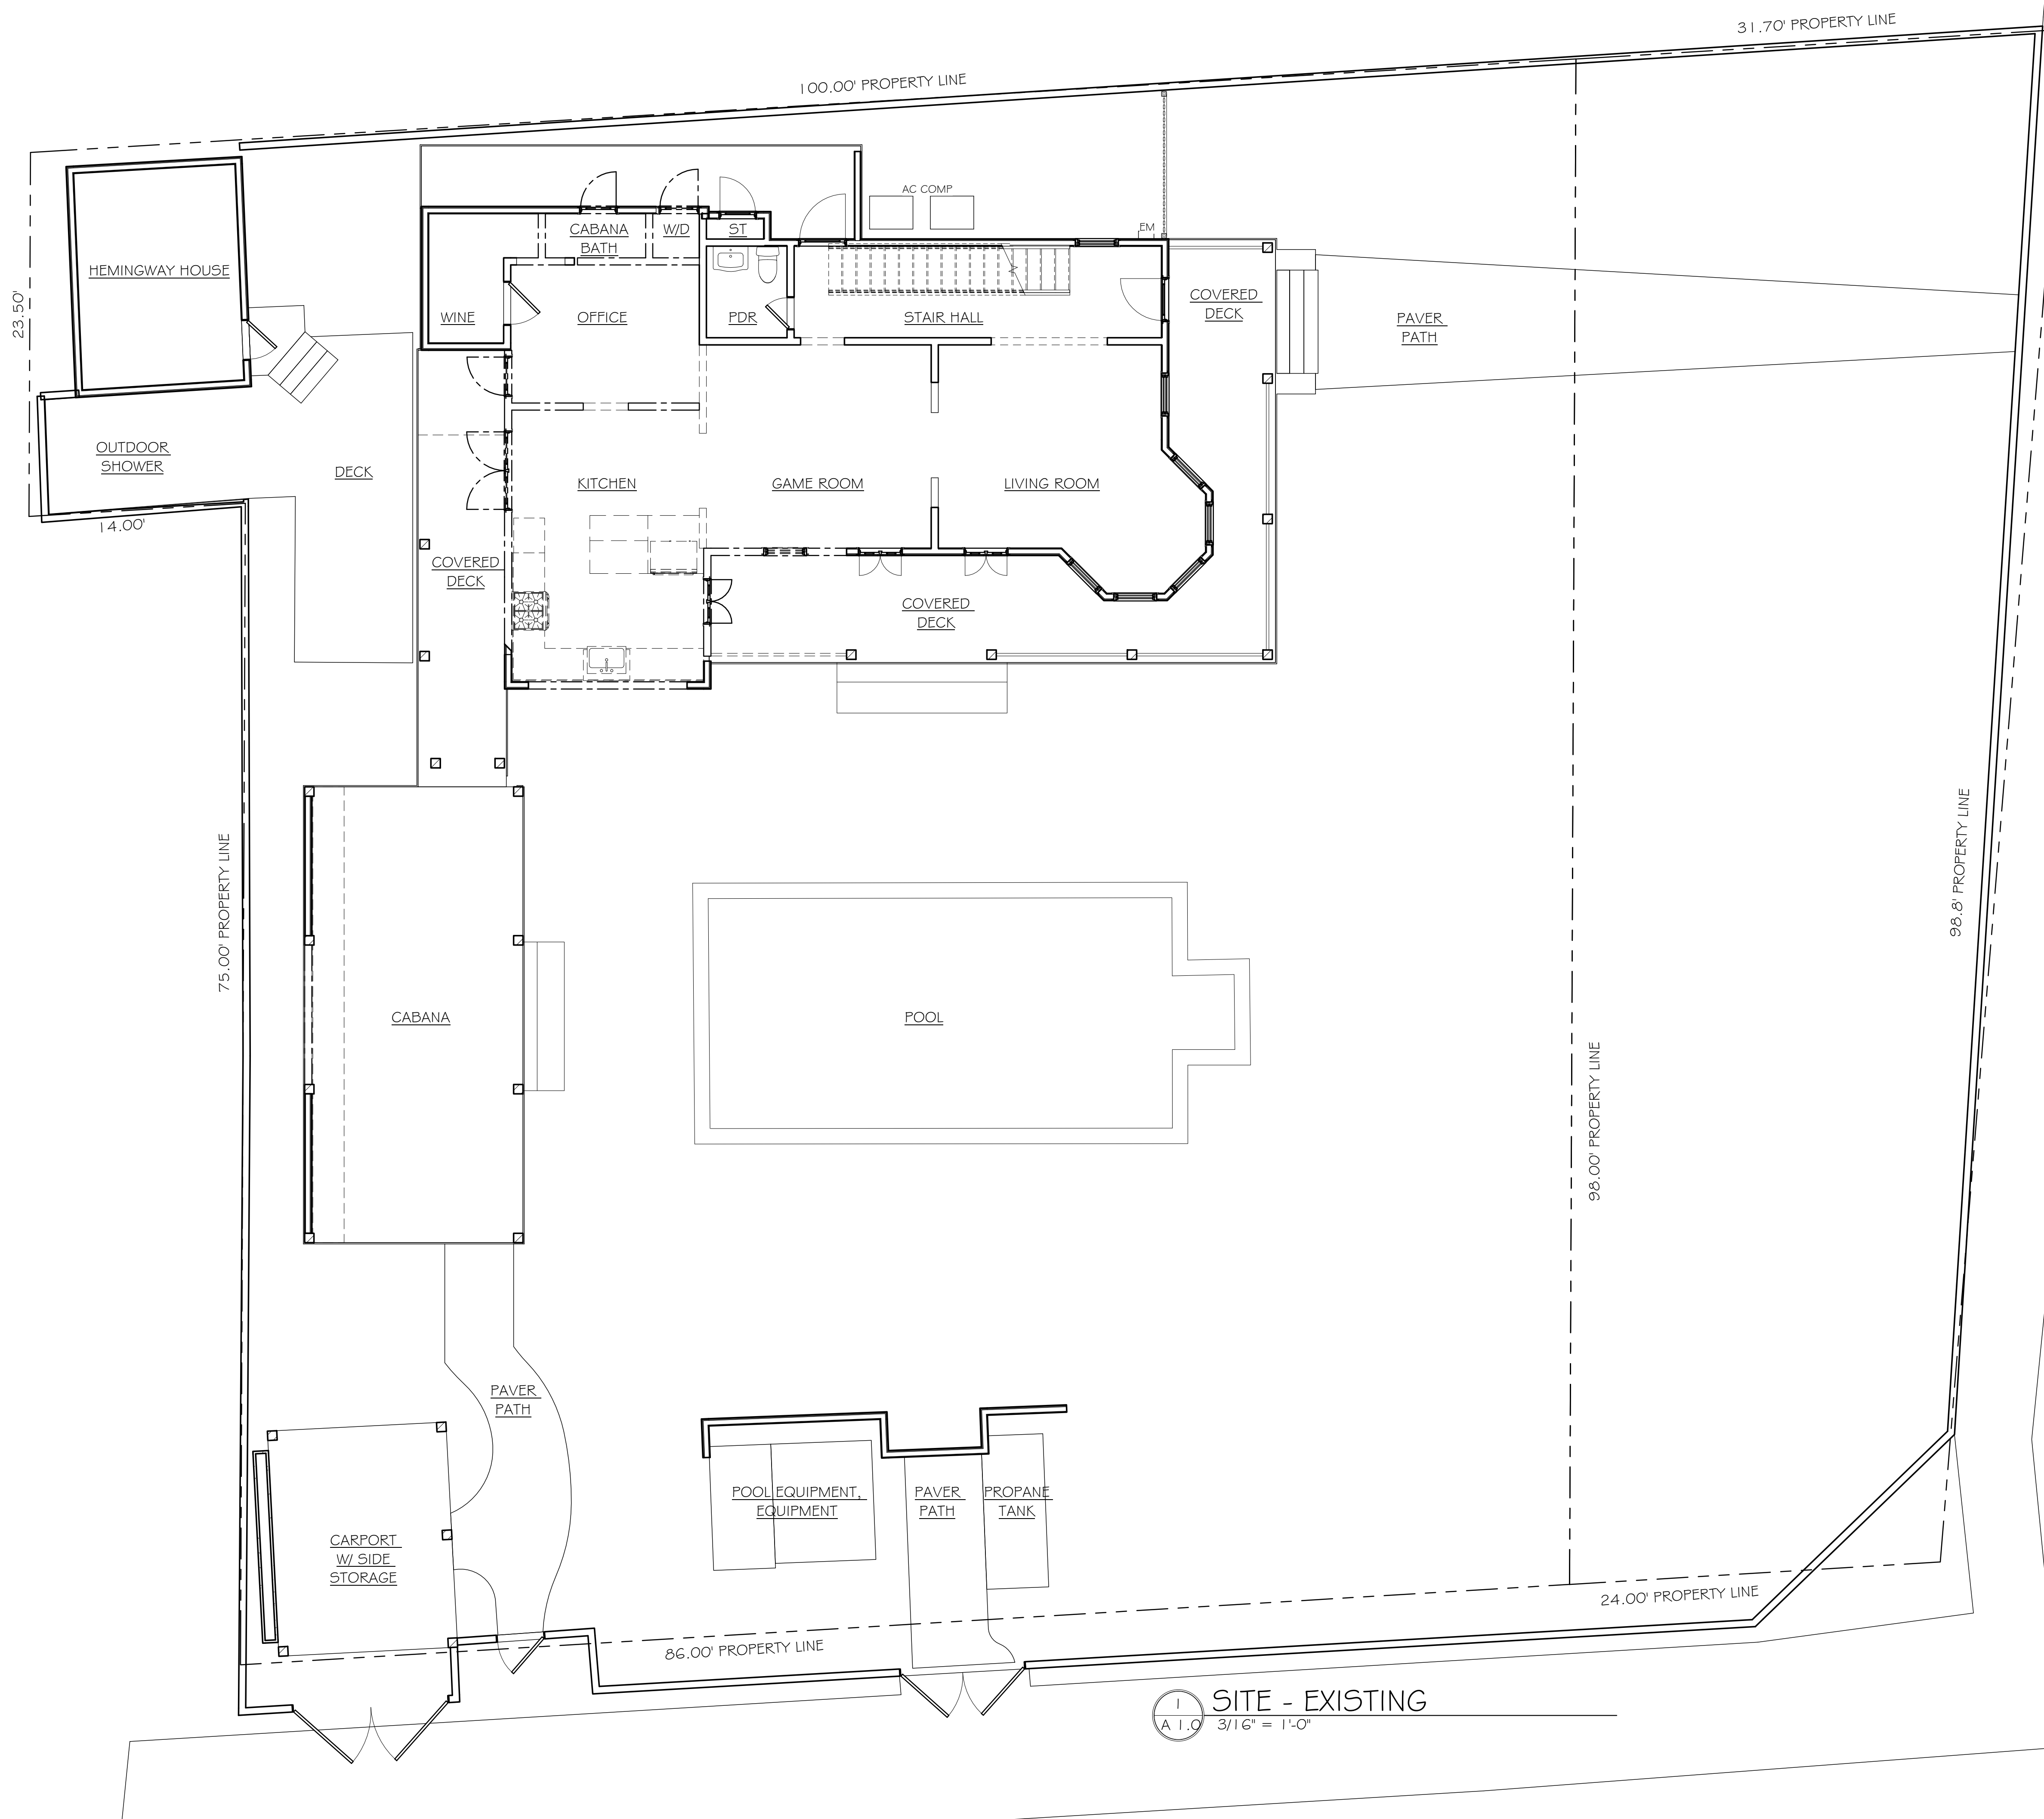 31.70' PROPERTY LINE
100.00' PROPERTY LINE
AC COMP
EM
CABANA
BATH
W/D
ST
HEMINGWAY HOUSE
23.50'
WINE
OFFICE
PDR
STAIR HALL
COVERED
DECK
PAVER
PATH
OUTDOOR
SHOWER
DECK
KITCHEN
GAME ROOM
LIVING ROOM
14.00'
COVERED
DECK
COVERED
DECK
75.00' PROPERTY LINE
98.8' PROPERTY LINE
CABANA
POOL
98.00' PROPERTY LINE
PAVER
PATH
POOL EQUIPMENT,
EQUIPMENT
PAVER
PATH
PROPANE
TANK
CARPORT
W/ SIDE
STORAGE
24.00' PROPERTY LINE
86.00' PROPERTY LINE
1
A 1.0
SITE - EXISTING
3/16" = 1'-0"